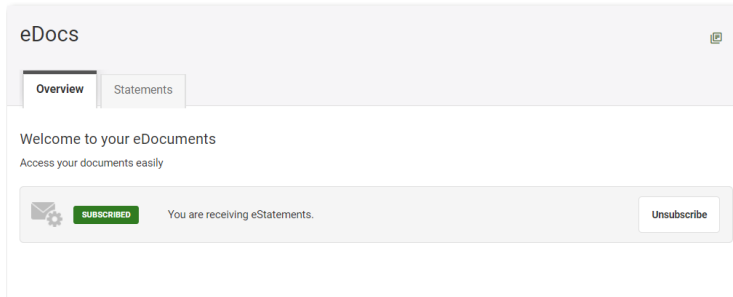 eDocs
Overview
Statements
Welcome to your eDocuments
Access your documents easily
SUBSCRIBED
You are receiving eStatements.
Unsubscribe